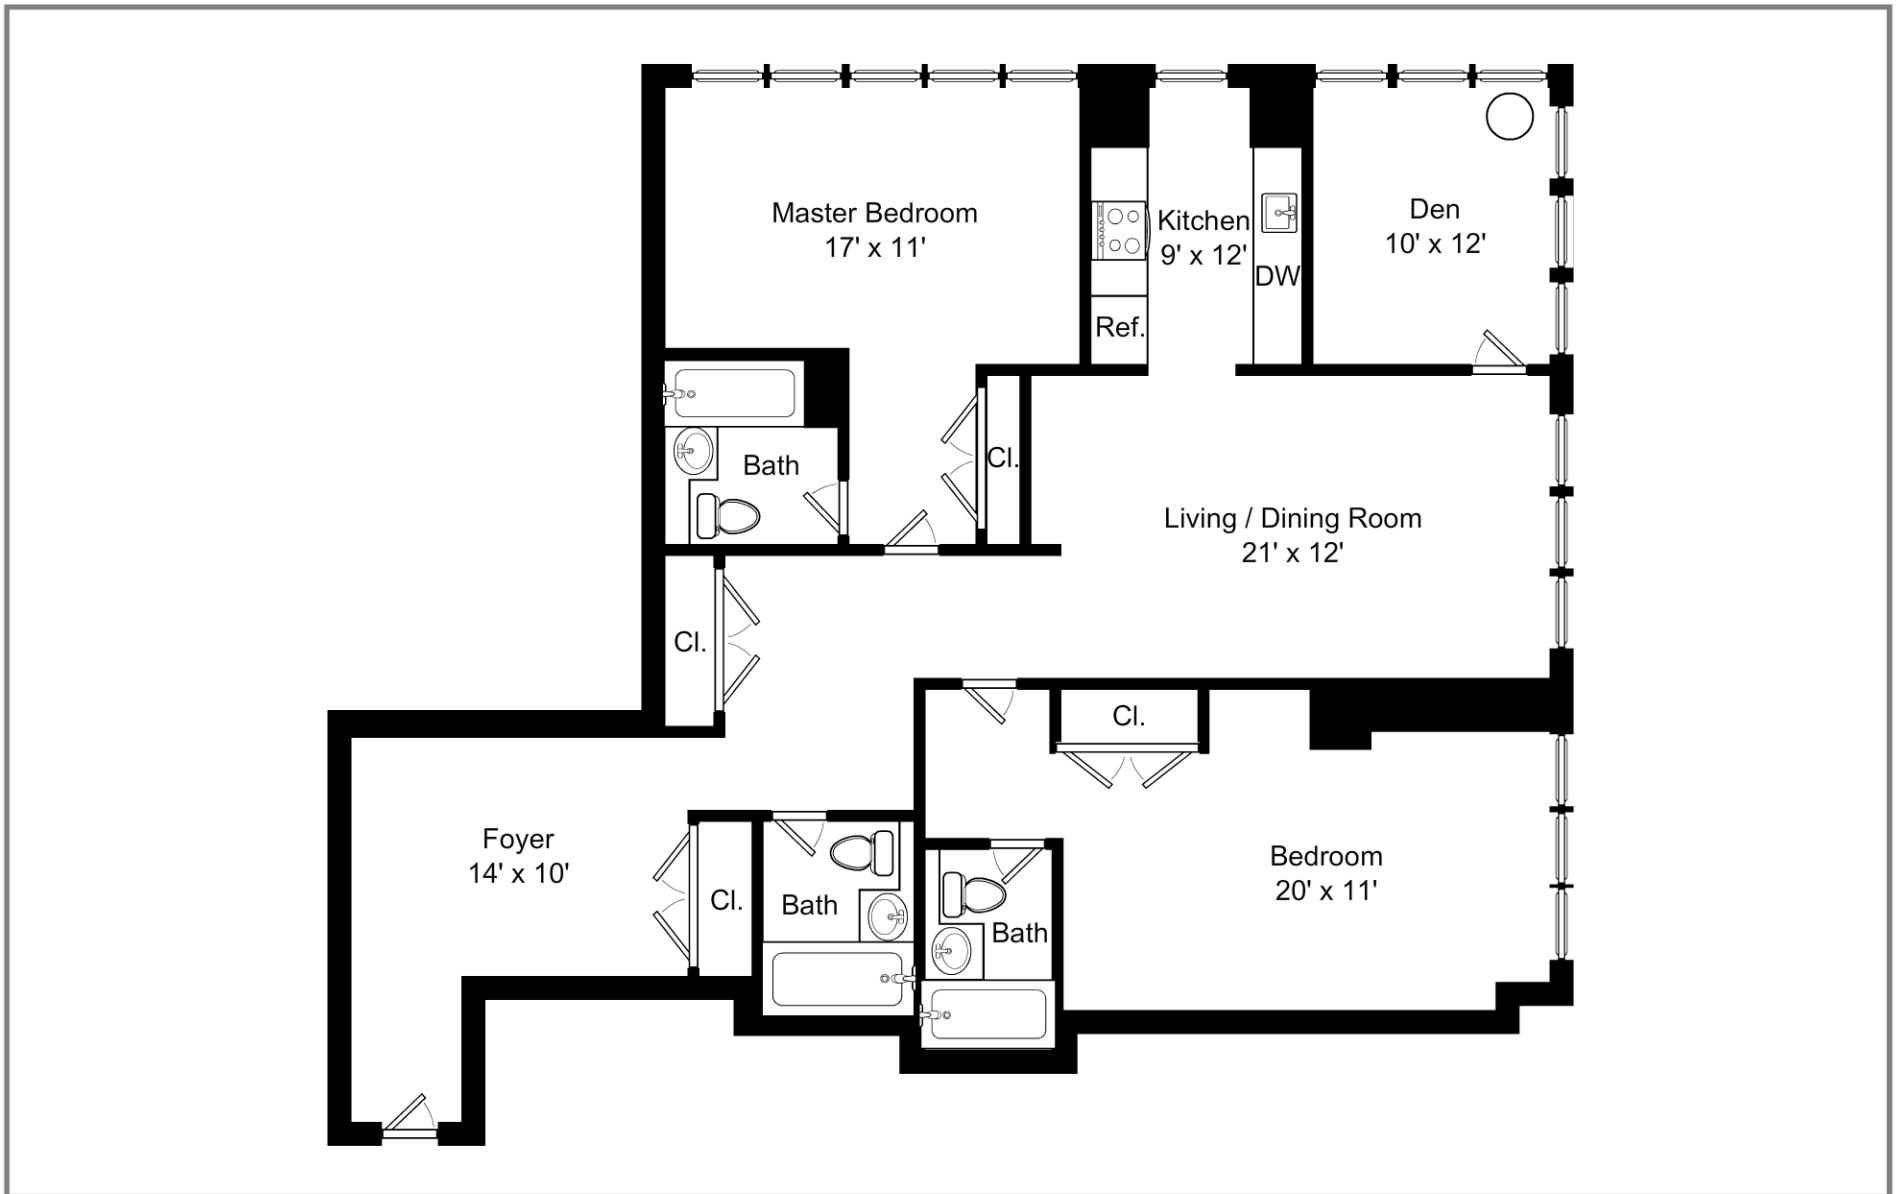 Master Bedroom
17' x 11'
Kitchen
9' x 12'
Den
10' x 12'
DW
Ref.
Bath
Cl.
Living / Dining Room
21' x 12'
Cl.
Cl.
Foyer
14' x 10'
Cl.
Bath
Bath
Bedroom
20' x 11'